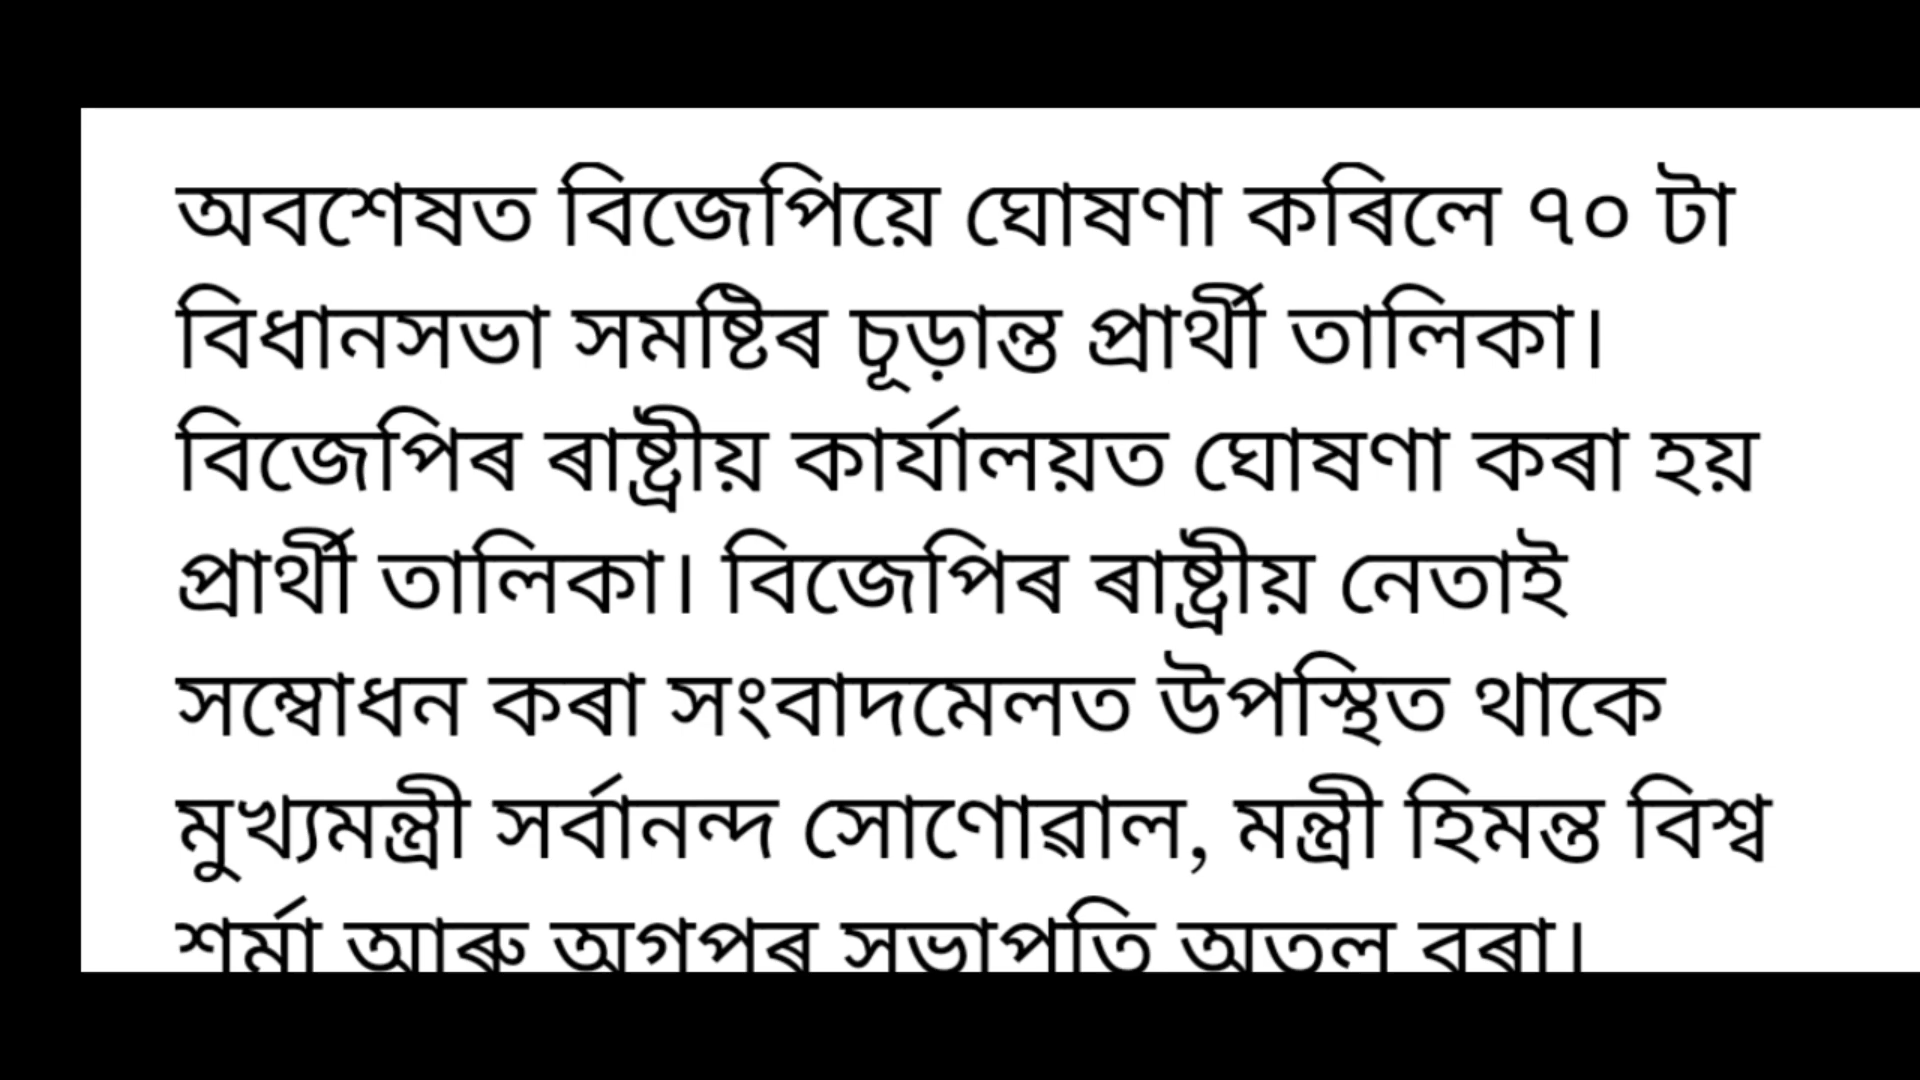 অবশেষত বিজেপিয়ে ঘোষণা কৰিলে ৭০ টা
বিধানসভা সমষ্টিৰ চূড়ান্ত প্ৰাৰ্থী তালিকা।
বিজেপিৰ ৰাষ্ট্ৰীয় কাৰ্যালয়ত ঘোষণা কৰা হয়
প্ৰাৰ্থী তালিকা। বিজেপিৰ ৰাষ্ট্ৰীয় নেতাই
সম্বোধন কৰা সংবাদমেলত উপস্থিত থাকে
মুখ্যমন্ত্ৰী সৰ্বানন্দ সোণোৱাল, মন্ত্ৰী হিমন্ত বিশ্ব
শৰ্মা আৰু অগপৰ সভাপতি অতুল বৰা।